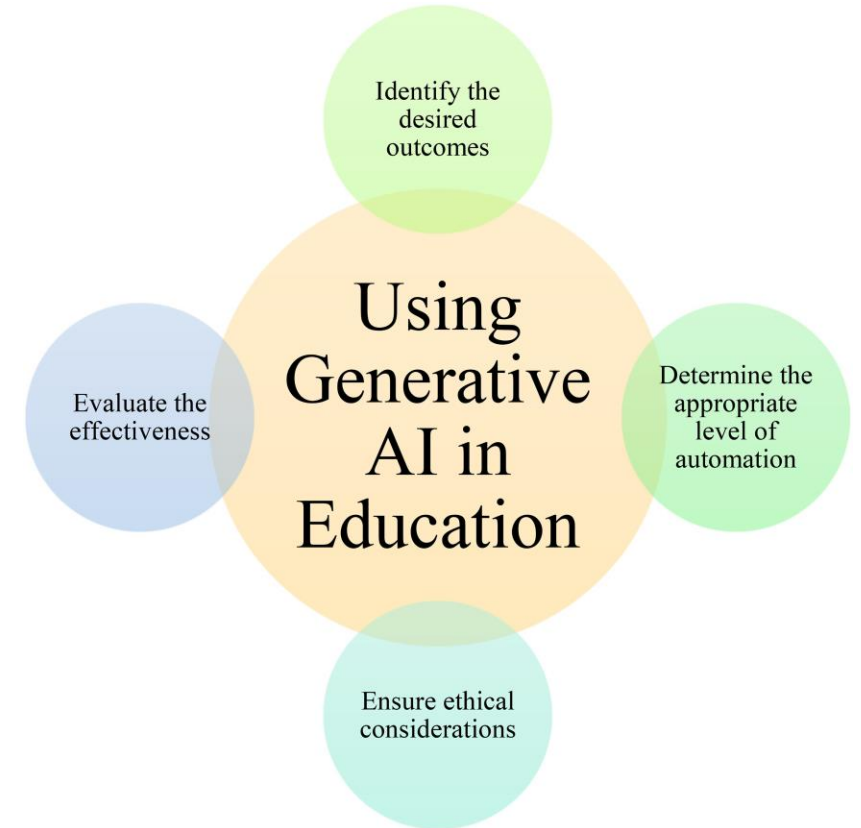 Identify the
desired
outcomes
Using
Generative
AI in
Education
Determine the
appropriate
level of
automation
Ensure ethical
considerations
Evaluate the
effectiveness